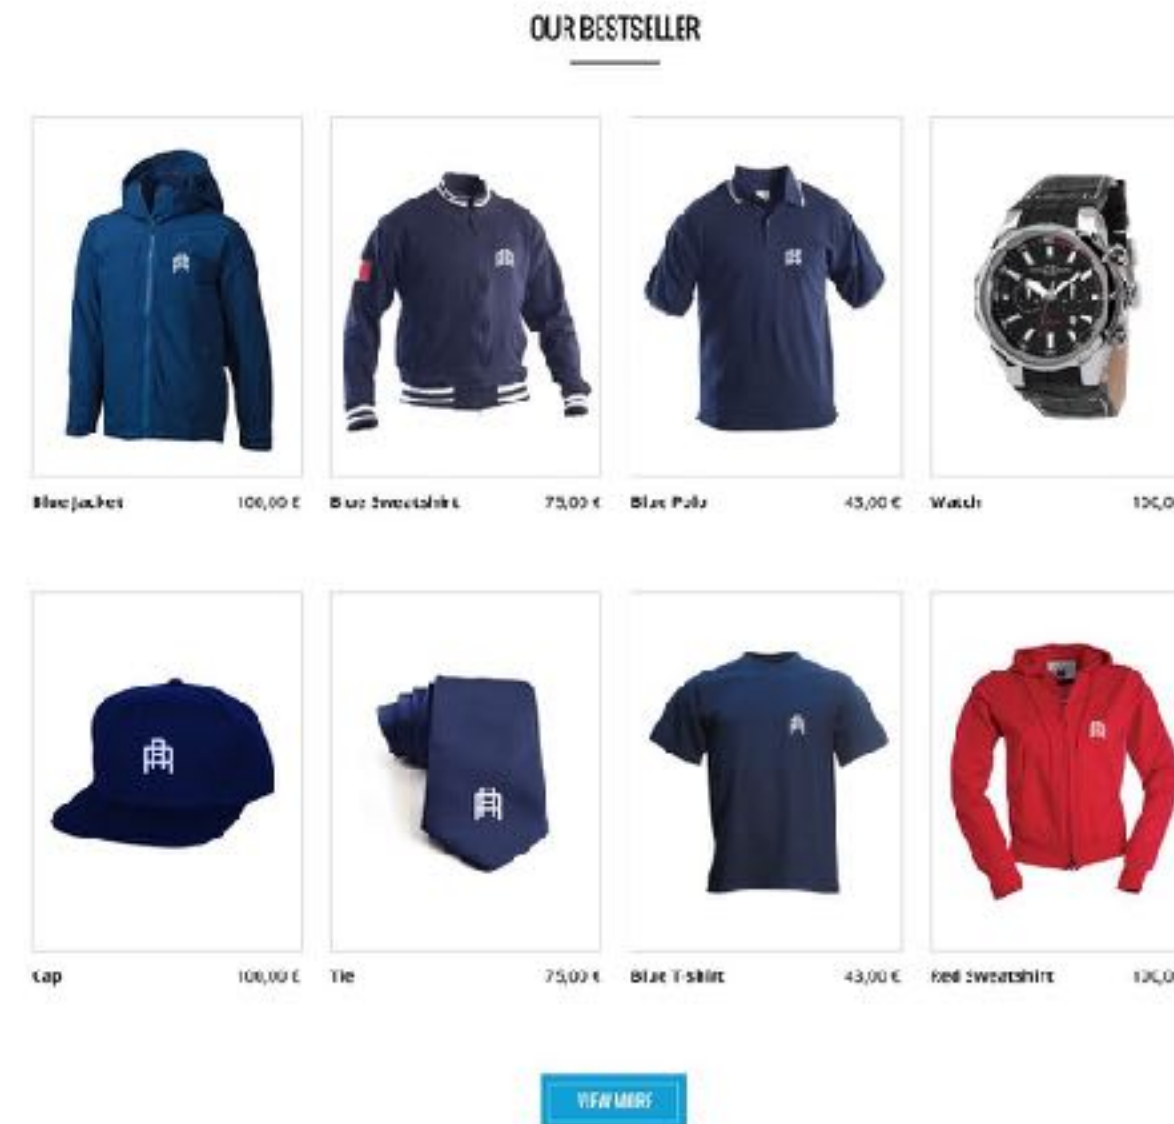 OUR BESTSELLER
Blue Jacket 100,00 € Blue Sweatshirt 75,00 € Blue Polo 43,00 € Watch
Cap 100,00 € Tie 75,00 € Blue T-shirt 43,00 € Red Sweatshirt
VIEW MORE